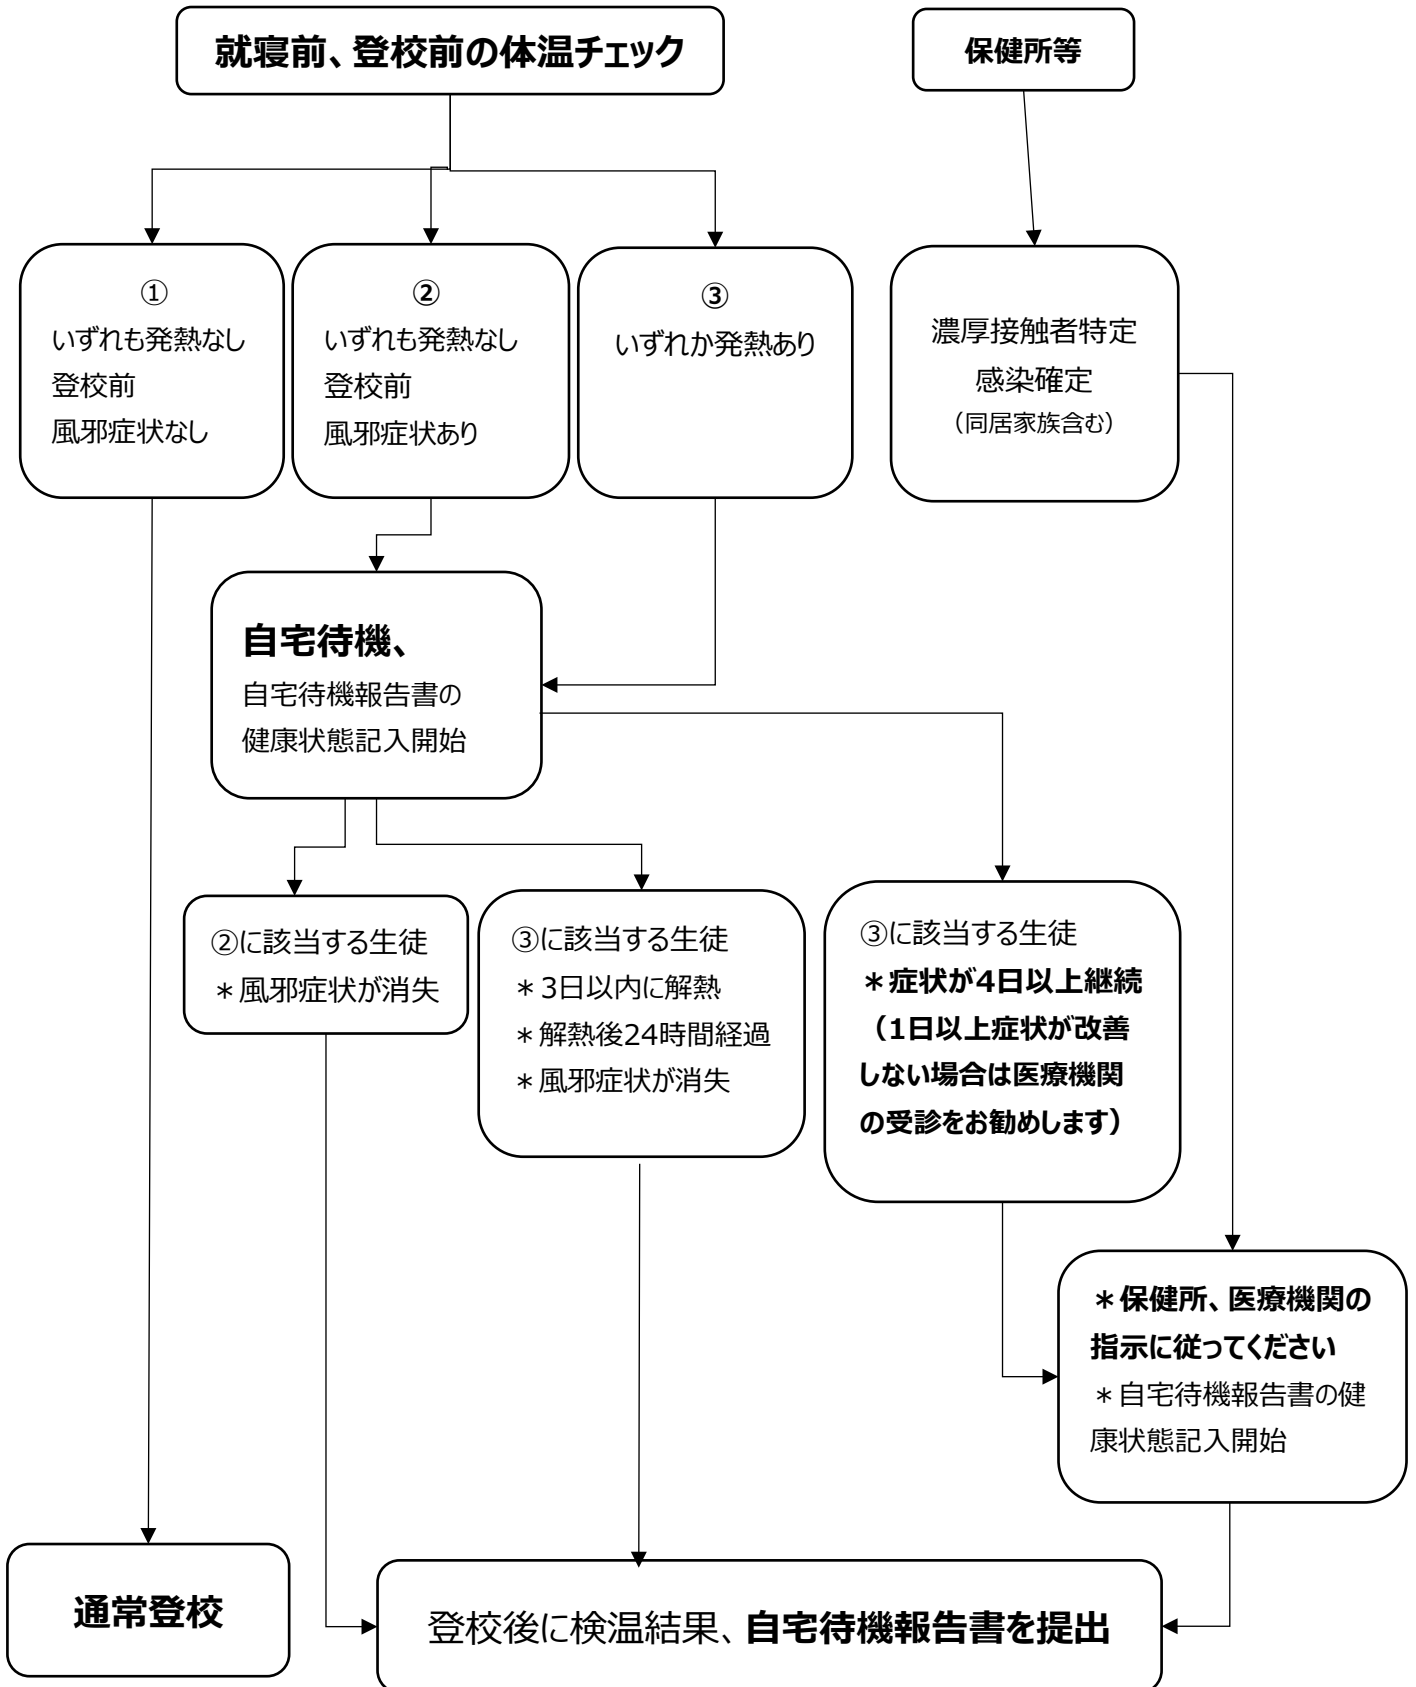 就寝前、登校前の体温チェック
保健所等
①
いずれも発熱なし
登校前
風邪症状なし
②
いずれも発熱なし
登校前
風邪症状あり
③
いずれか発熱あり
濃厚接触者特定
感染確定
（同居家族含む）
自宅待機、
自宅待機報告書の
健康状態記入開始
②に該当する生徒
＊風邪症状が消失
③に該当する生徒
＊3日以内に解熱
＊解熱後24時間経過
＊風邪症状が消失
③に該当する生徒
＊症状が4日以上継続
（1日以上症状が改善
しない場合は医療機関
の受診をお勧めします）
＊保健所、医療機関の
指示に従ってください
＊自宅待機報告書の健
康状態記入開始
通常登校
登校後に検温結果、自宅待機報告書を提出